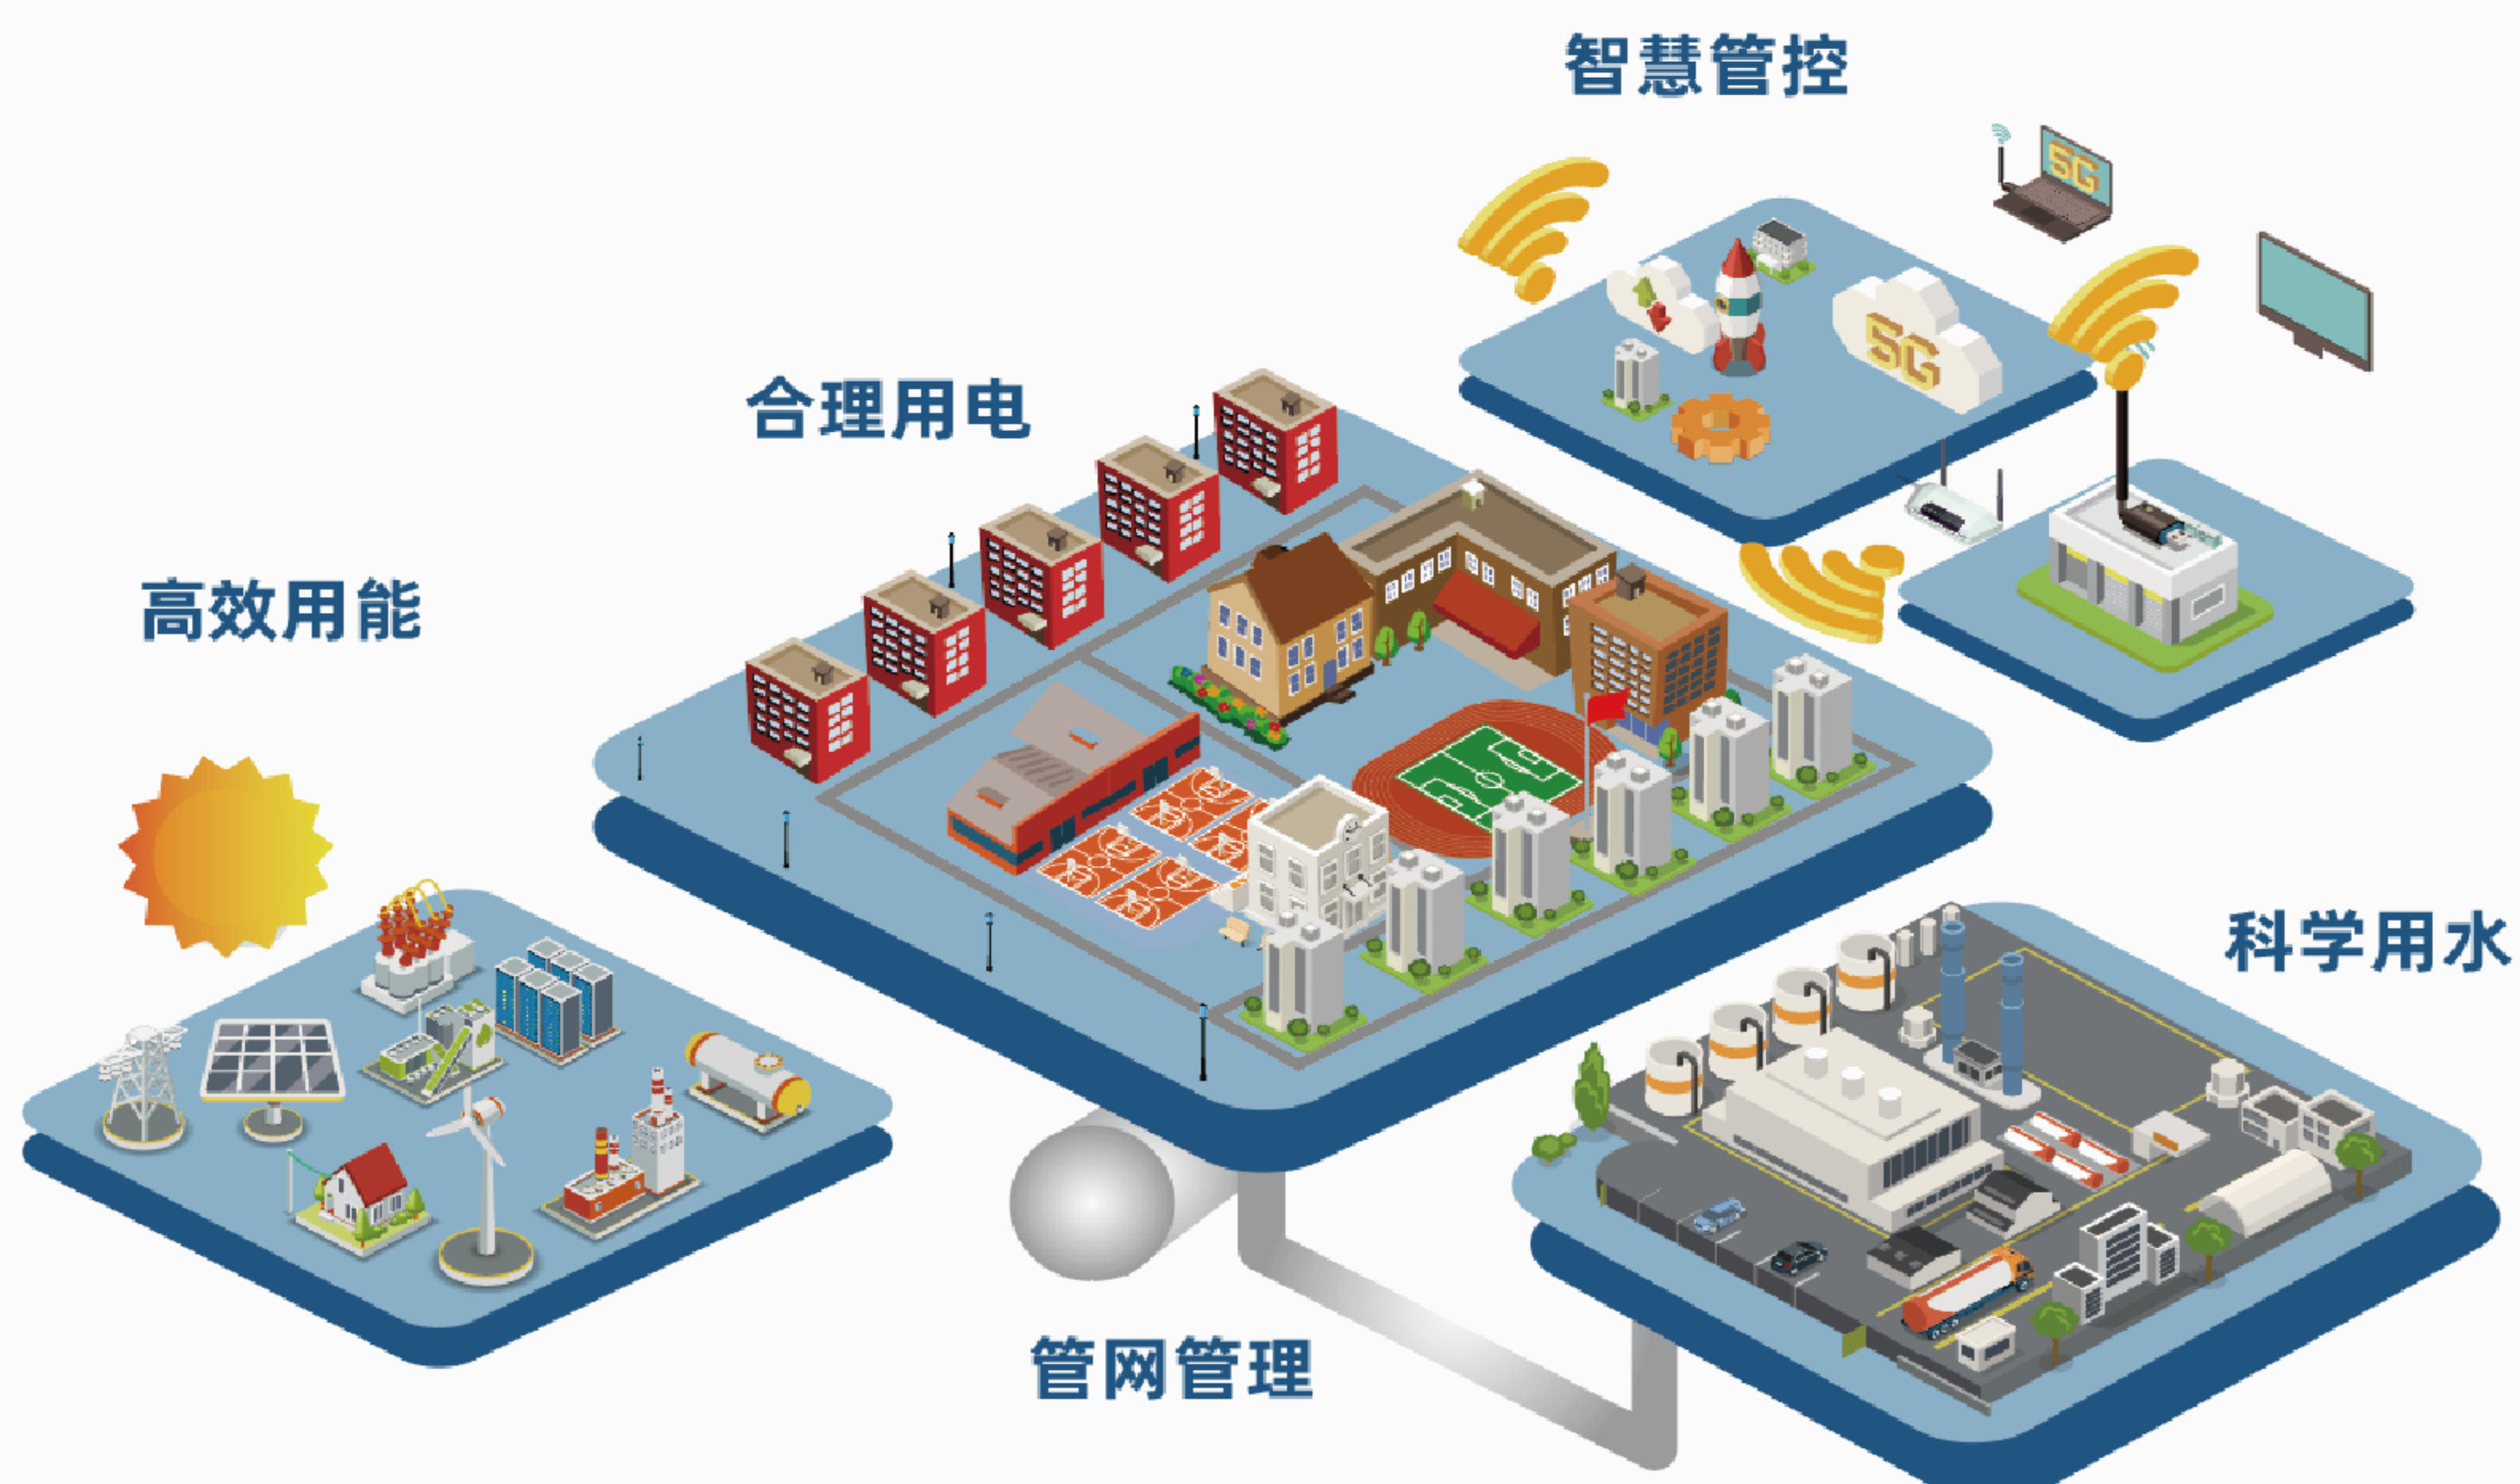 智慧管控
5G
5G
合理用电
高效用能
科学用水
管网管理